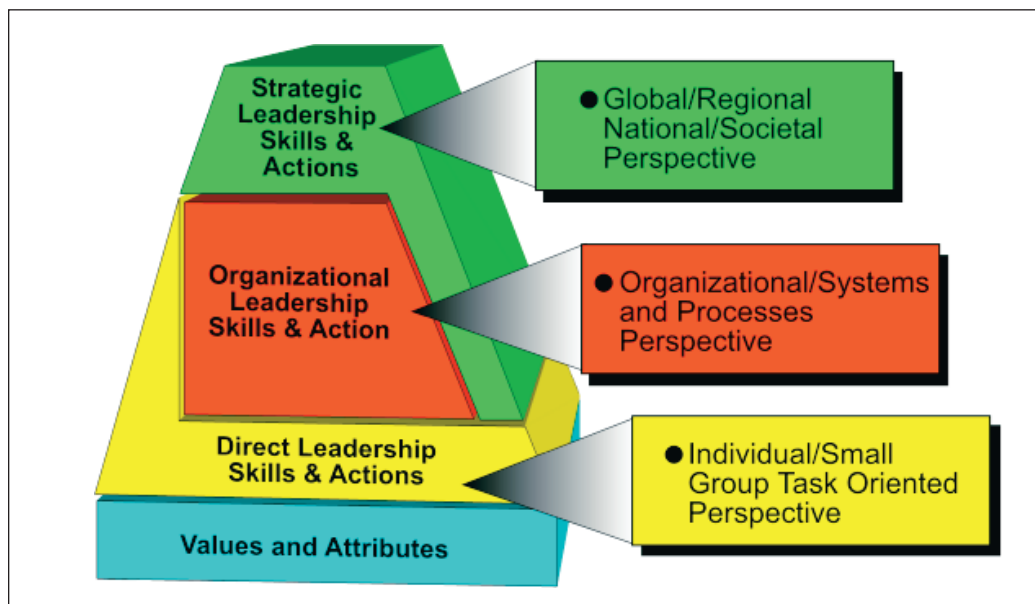 Strategic
Leadership
Skills &
Actions
● Global/Regional
National/Societal
Perspective
Organizational
Leadership
Skills & Action
● Organizational/Systems
and Processes
Perspective
Direct Leadership
Skills & Actions
● Individual/Small
Group Task Oriented
Perspective
Values and Attributes